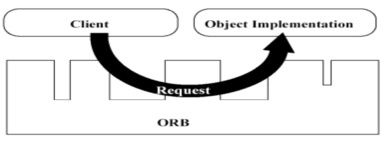 Client
Object Implementation
Request
ORB